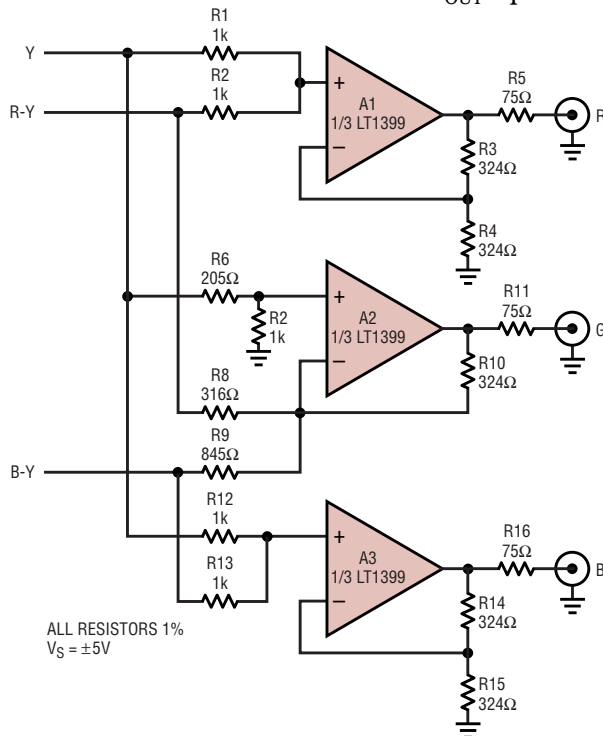 OUT
R1
1k
Y
R2
1k
R-Y
+
–
A1
1/3 LT1399
R5
75Ω
R
R3
324Ω
R4
324Ω
R6
205Ω
R2
1k
+
–
A2
1/3 LT1399
R11
75Ω
G
R10
324Ω
R8
316Ω
R9
845Ω
B-Y
R12
1k
R13
1k
+
–
A3
1/3 LT1399
R16
75Ω
B
R14
324Ω
R15
324Ω
ALL RESISTORS 1%
VS = ±5V